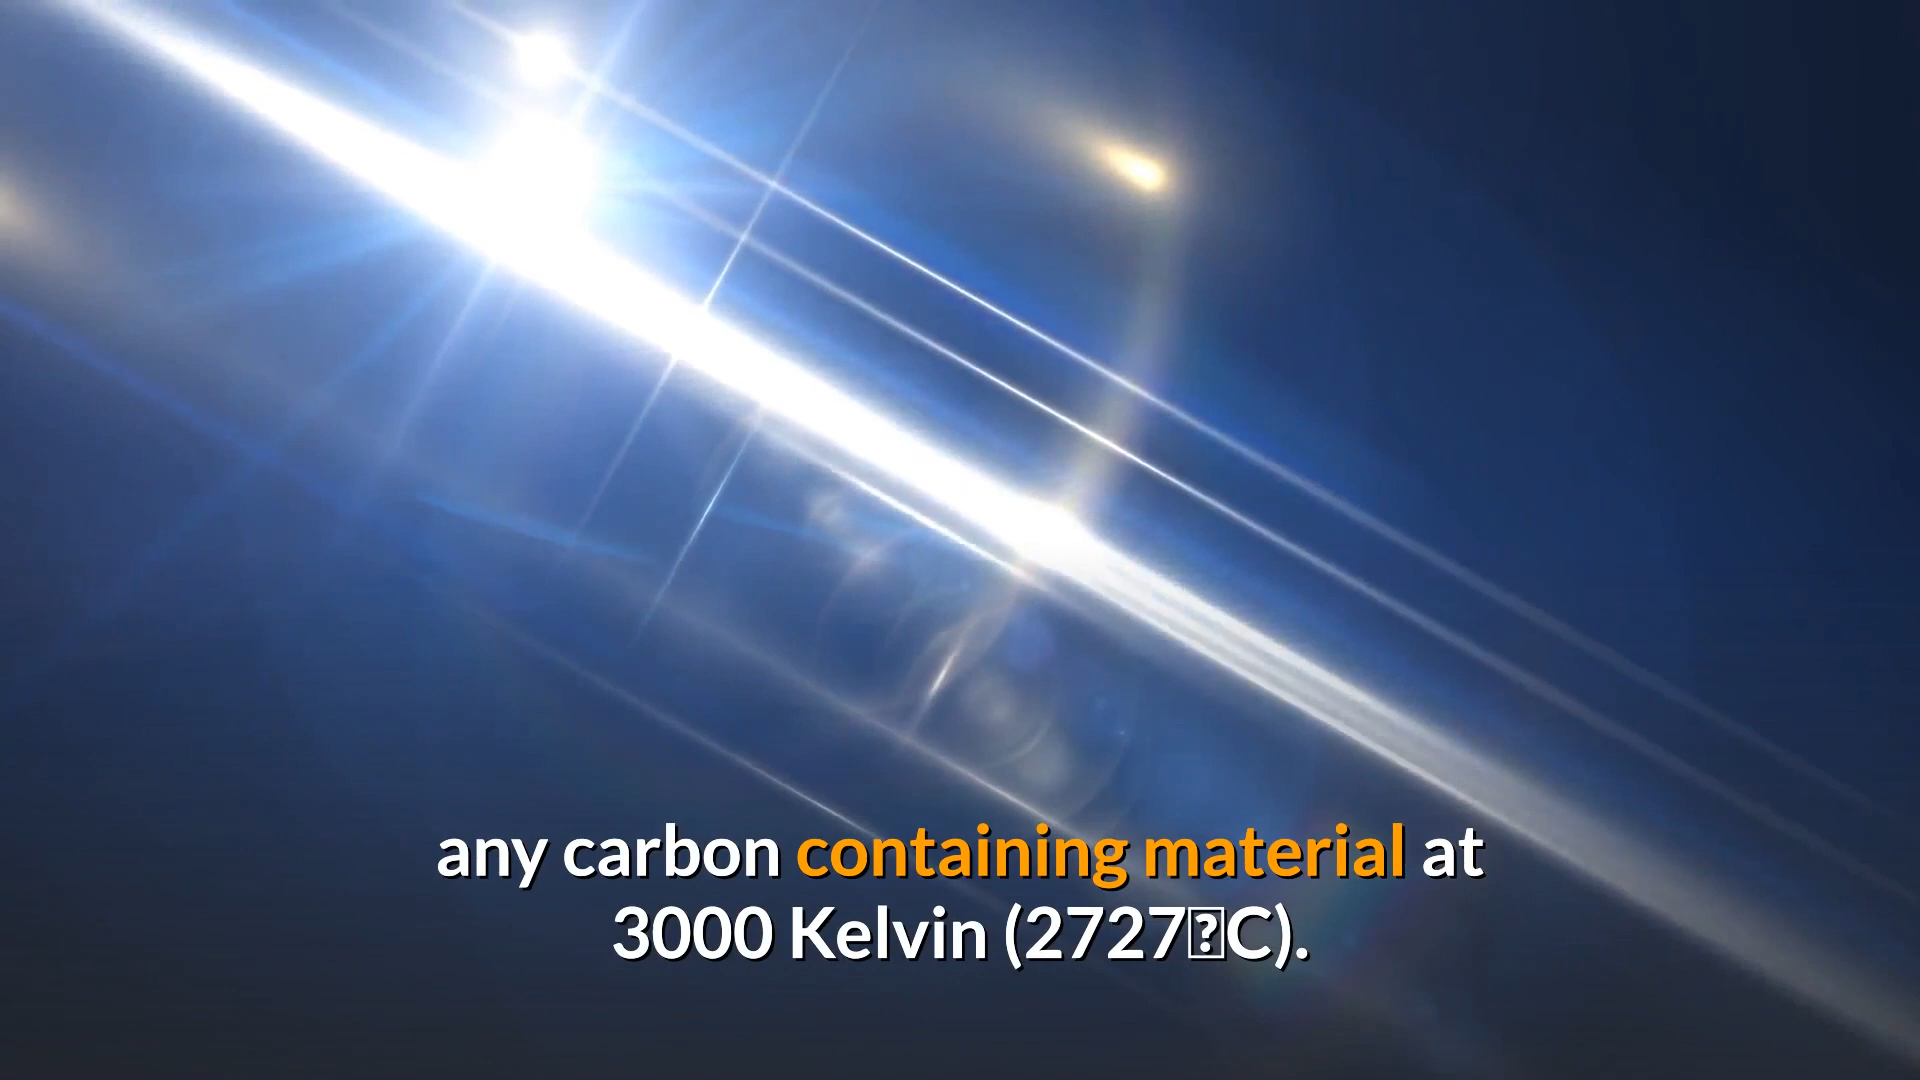 any carbon containing material at
3000 Kelvin (2727�C).